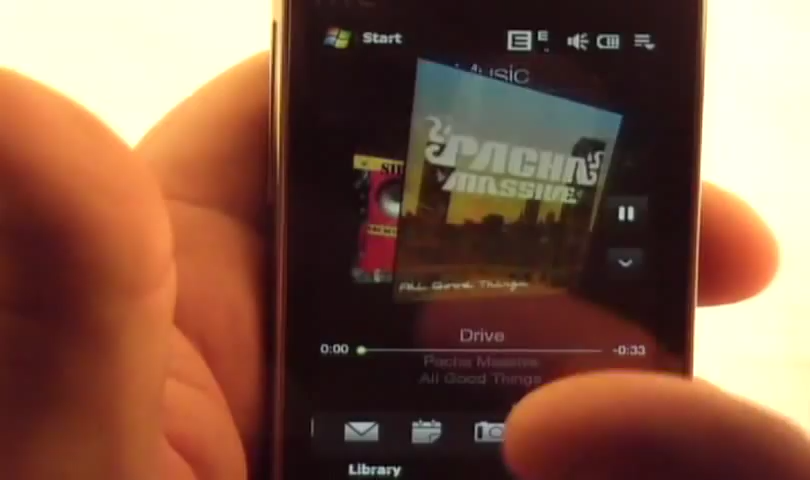 Start
E E
Music
PACHA
MASSIVE
All Good Things
Drive
0:00
-0:33
Pacha Massive
All Good Things
Library